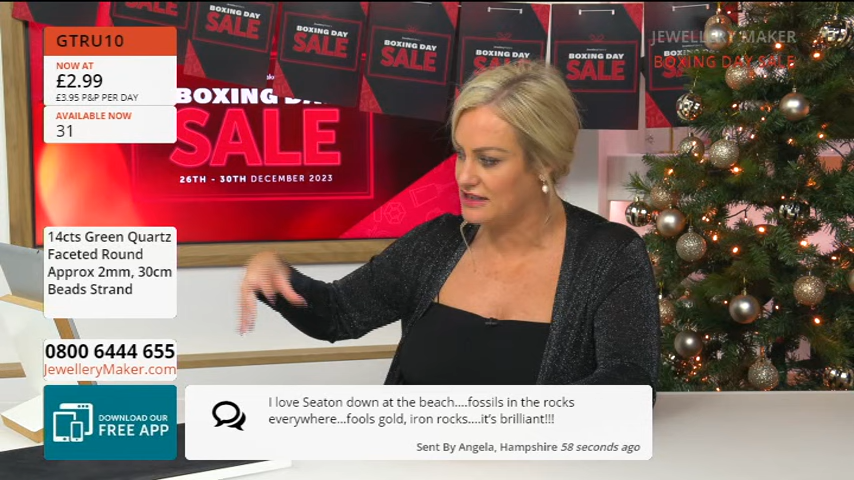 GTRU10
NOW AT
£2.99
£3.95 P&P PER DAY
AVAILABLE NOW
31
14cts Green Quartz
Faceted Round
Approx 2mm, 30cm
Beads Strand
0800 6444 655
JewelleryMaker.com
DOWNLOAD OUR
FREE APP
I love Seaton down at the beach....fossils in the rocks
everywhere...fools gold, iron rocks....it's brilliant!!!
Sent By Angela, Hampshire 58 seconds ago
JEWELLERY MAKER
BOXING DAY SALE
BOXING DAY
SALE
BOXING DAY
SALE
BOXING DAY
SALE
BOXING DAY
SALE
BOXING DAY
SALE
BOXING DAY
SALE
26TH - 30TH DECEMBER 2023